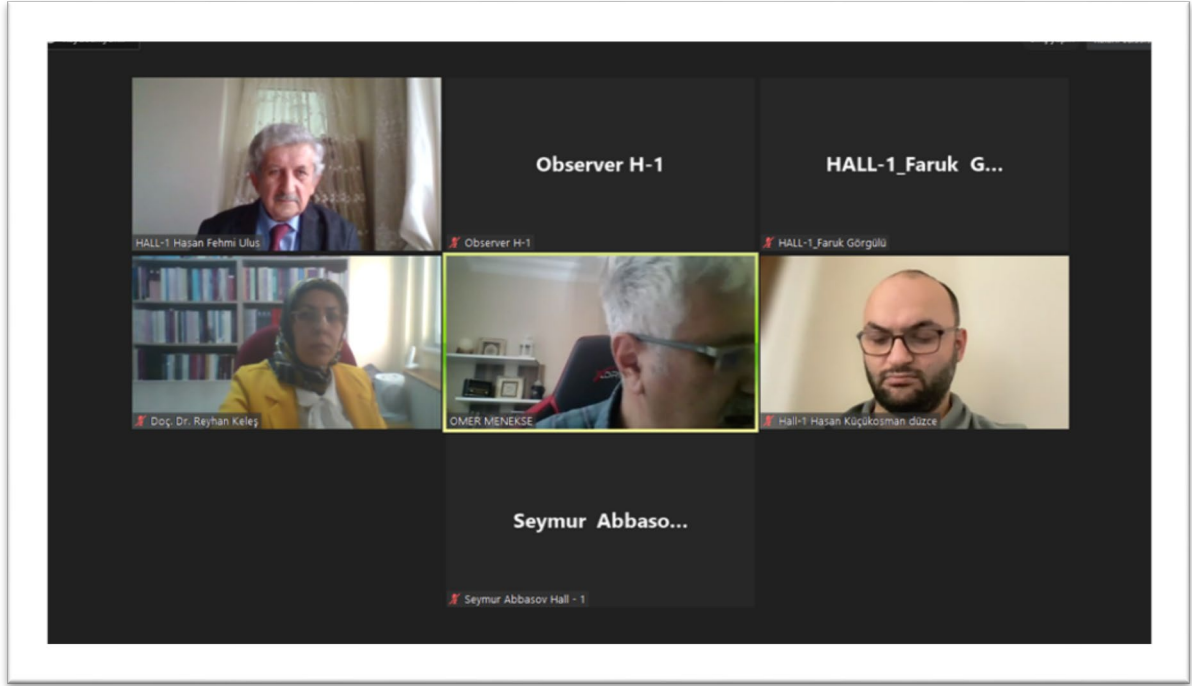 HALL-1 Hasan Fehmi Ulus
Observer H-1
Observer H-1
HALL-1_Faruk G...
HALL-1_Faruk Görgülü
Doç. Dr. Reyhan Keleş
OMER MENEKSE
Hall-1 Hasan Küçükosman düzce
Seymur Abbaso...
Seymur Abbasov Hall - 1